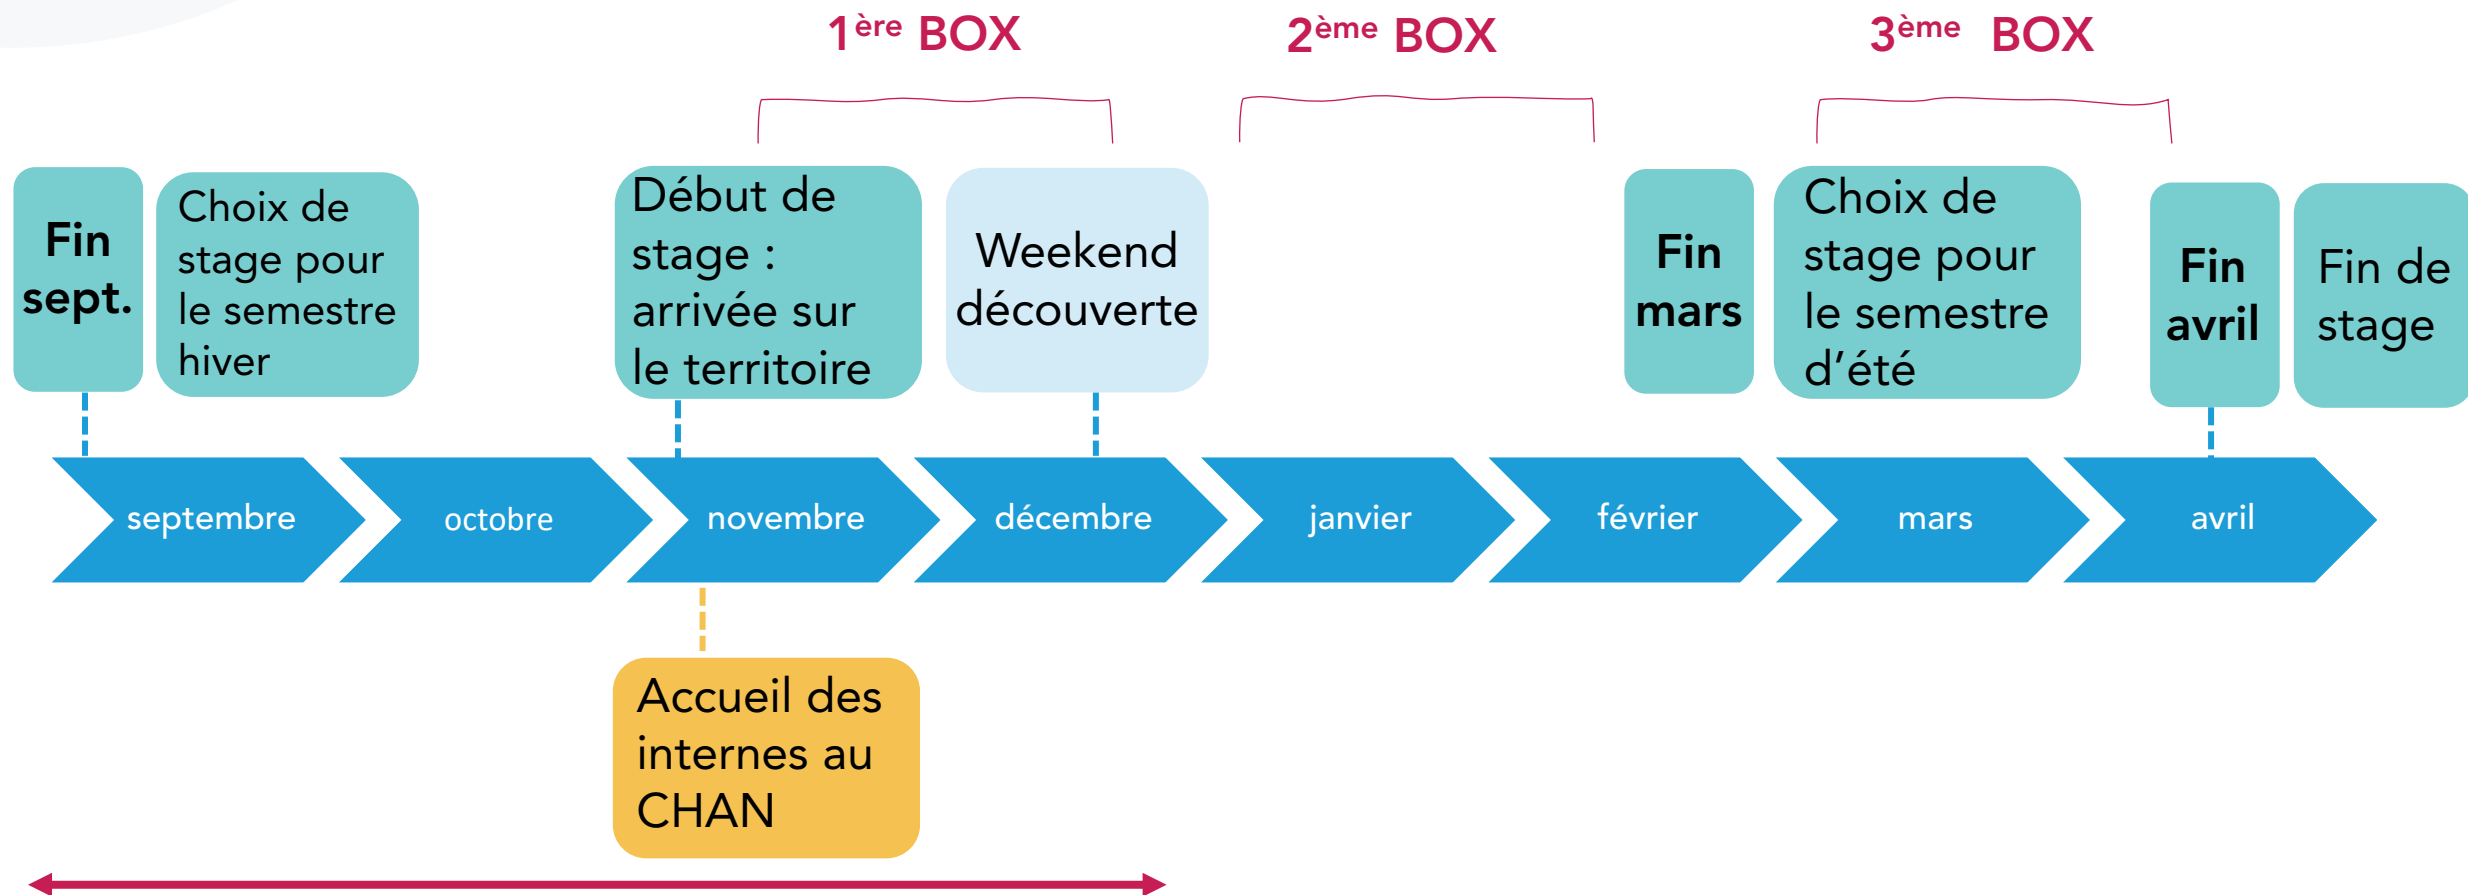 1ère BOX
2ème BOX
3ème BOX
Fin
sept.
Choix de
stage pour
le semestre
hiver
Début de
stage :
arrivée sur
le territoire
Weekend
découverte
Fin
mars
Choix de
stage pour
le semestre
d'été
Fin
avril
Fin de
stage
septembre
octobre
novembre
décembre
janvier
février
mars
avril
Accueil des
internes au
CHAN